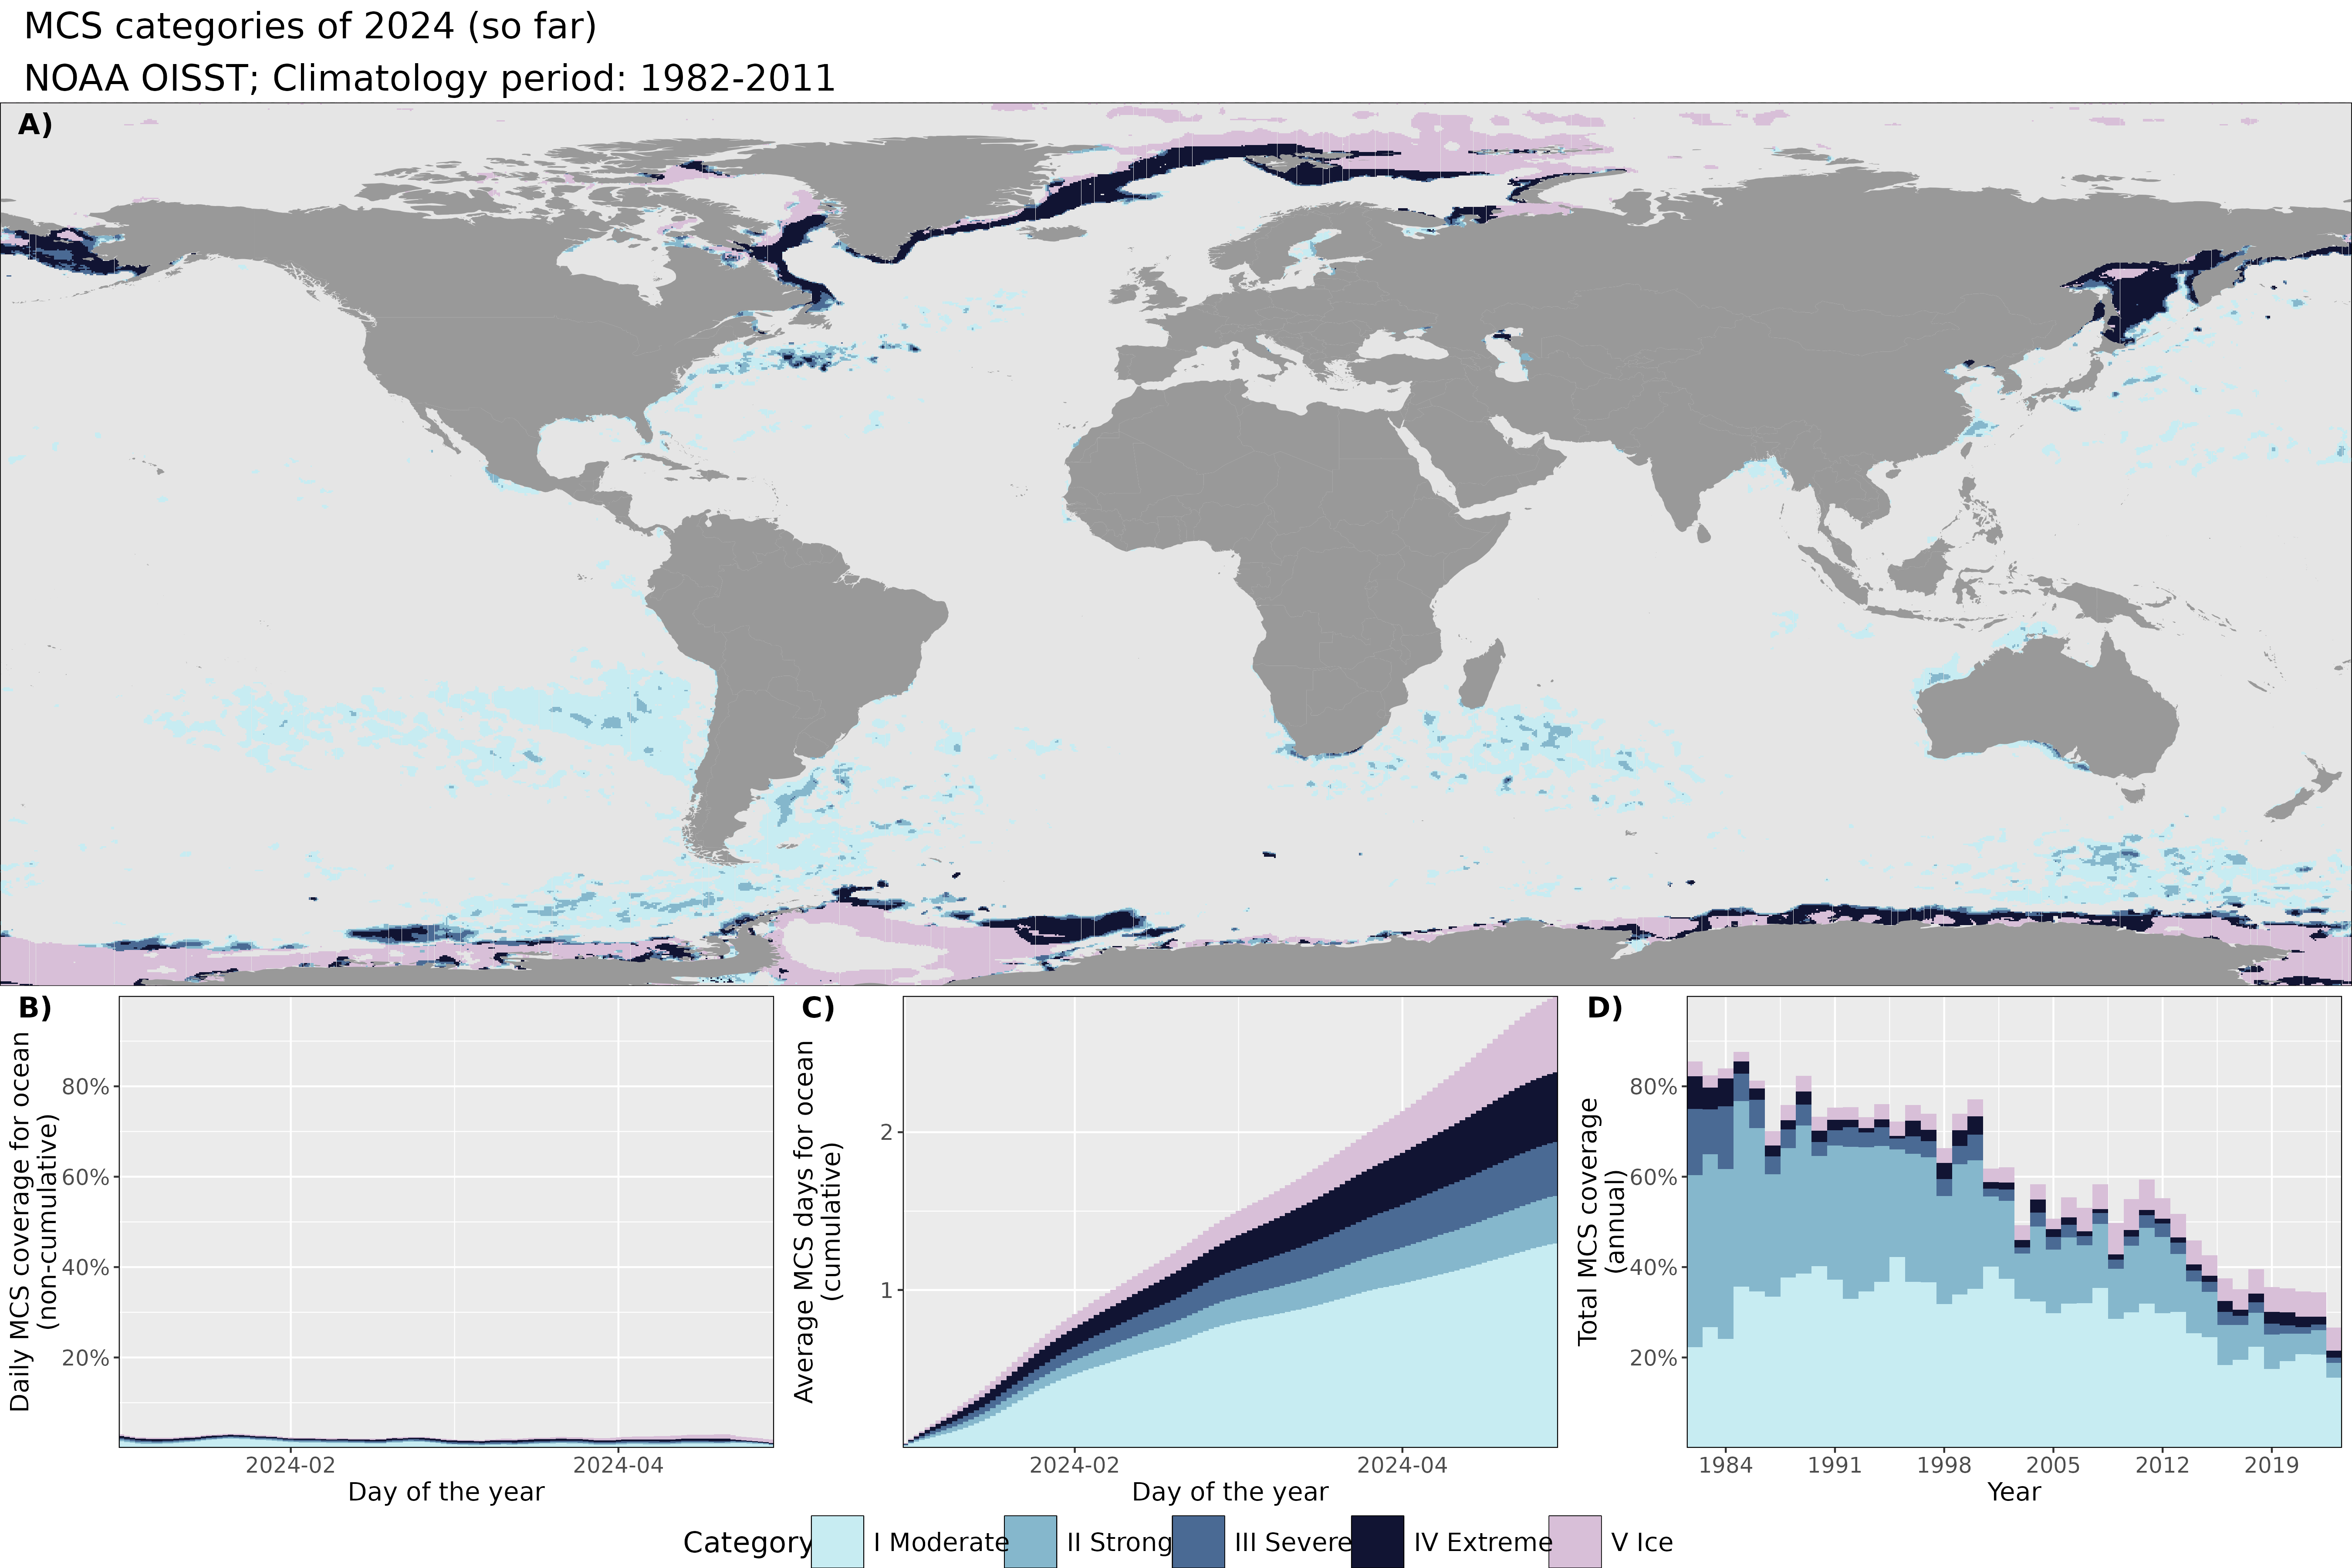 MCS categories of 2024 (so far)
NOAA OISST; Climatology period: 1982-2011
A)
B)
Daily MCS coverage for ocean
(non-cumulative)
80%
60%
40%
20%
2024-02
2024-04
Day of the year
C)
Average MCS days for ocean
(cumulative)
2
1
2024-02
2024-04
Day of the year
D)
Total MCS coverage
(annual)
80%
60%
40%
20%
1984
1991
1998
2005
2012
2019
Year
Category
I Moderate
II Strong
III Severe
IV Extreme
V Ice